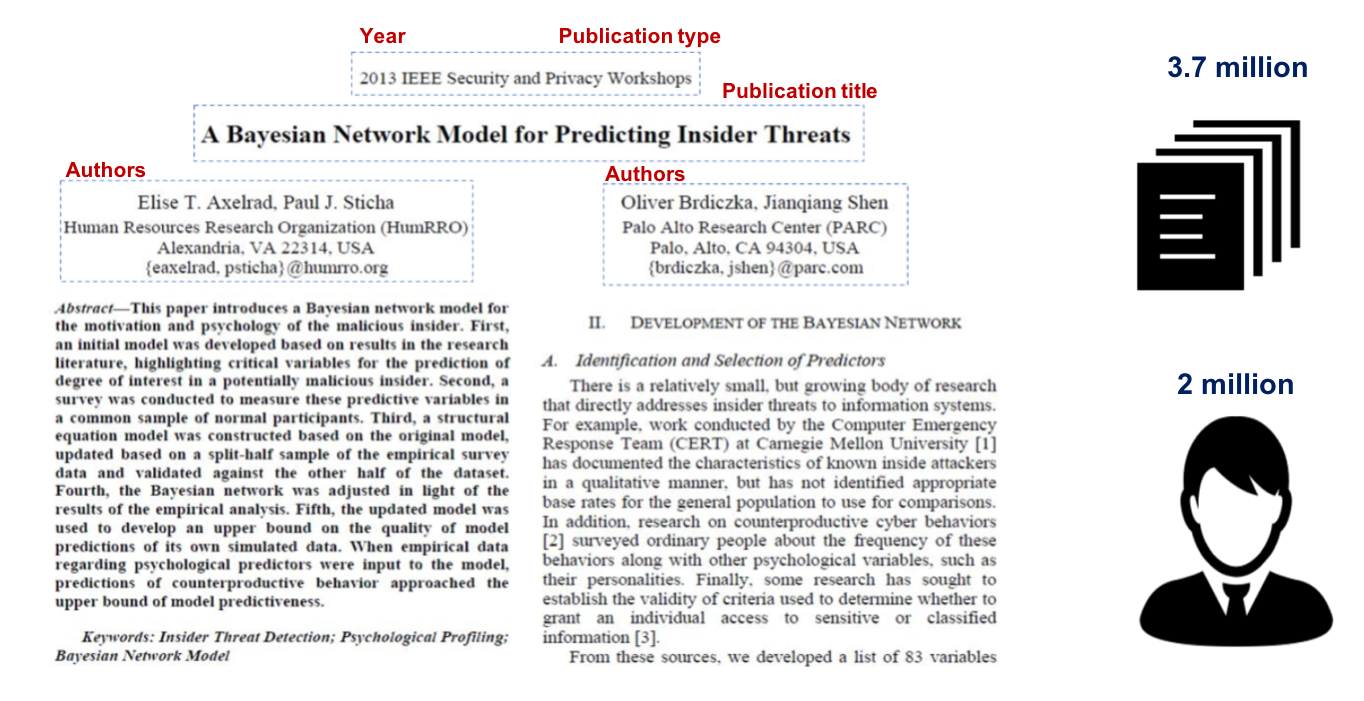 Year
Publication type
2013 IEEE Security and Privacy Workshops
Publication title
A Bayesian Network Model for Predicting Insider Threats
Authors
Elise T. Axelrad, Paul J. Sticha
Human Resources Research Organization (HumRRO)
Alexandria, VA 22314, USA
{eaxelrad, psticha}@humrro.org
Authors
Oliver Brdiczka, Jianqiang Shen
Palo Alto Research Center (PARC)
Palo, Alto, CA 94304, USA
{brdiczka, jshen}@parc.com
Abstract—This paper introduces a Bayesian network model for
the motivation and psychology of the malicious insider. First,
an initial model was developed based on results in the research
literature, highlighting critical variables for the prediction of
degree of interest in a potentially malicious insider. Second, a
survey was conducted to measure these predictive variables in
a common sample of normal participants. Third, a structural
equation model was constructed based on the original model,
updated based on a split-half sample of the empirical survey
data and validated against the other half of the dataset.
Fourth, the Bayesian network was adjusted in light of the
results of the empirical analysis. Fifth, the updated model was
used to develop an upper bound on the quality of model
predictions of its own simulated data. When empirical data
regarding psychological predictors were input to the model,
predictions of counterproductive behavior approached the
upper bound of model predictiveness.
Keywords: Insider Threat Detection; Psychological Profiling;
Bayesian Network Model
II. DEVELOPMENT OF THE BAYESIAN NETWORK
A. Identification and Selection of Predictors
There is a relatively small, but growing body of research
that directly addresses insider threats to information systems.
For example, work conducted by the Computer Emergency
Response Team (CERT) at Carnegie Mellon University [1]
has documented the characteristics of known inside attackers
in a qualitative manner, but has not identified appropriate
base rates for the general population to use for comparisons.
In addition, research on counterproductive cyber behaviors
[2] surveyed ordinary people about the frequency of these
behaviors along with other psychological variables, such as
their personalities. Finally, some research has sought to
establish the validity of criteria used to determine whether to
grant an individual access to sensitive or classified
information [3].
From these sources, we developed a list of 83 variables
3.7 million
2 million